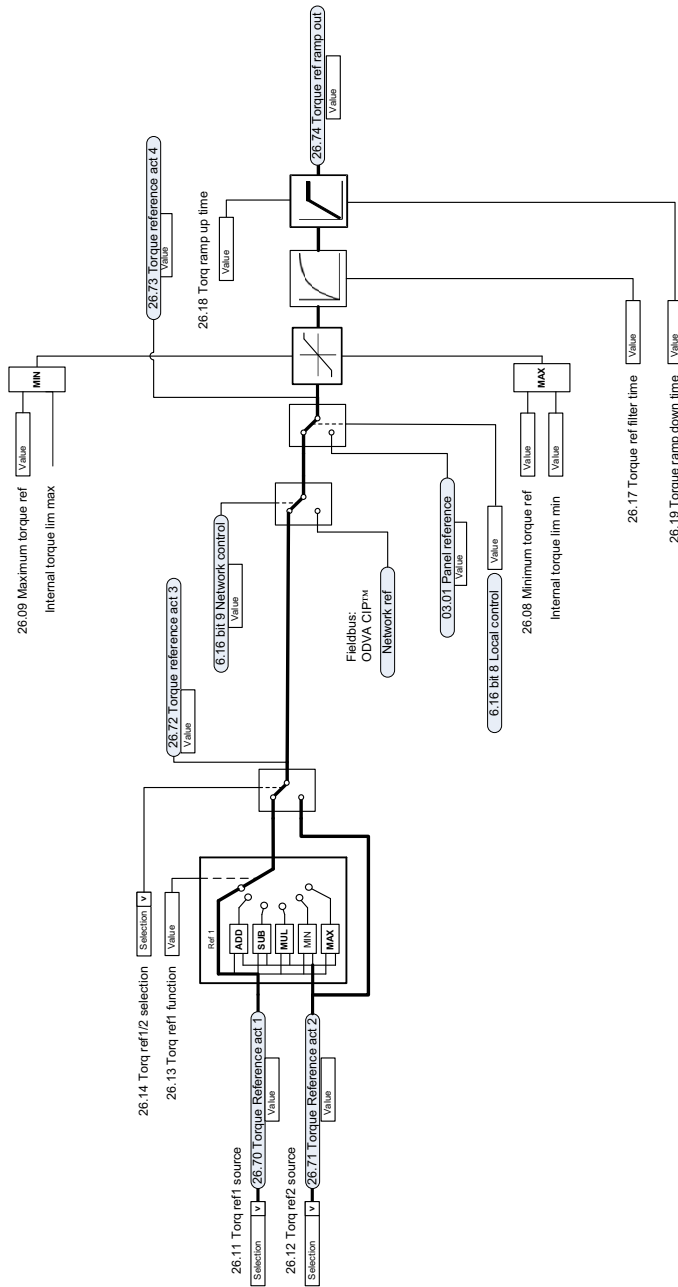 26.11 Torq ref1 source
Selection v
26.70 Torque Reference act 1
Value
26.12 Torq ref2 source
Selection v
26.71 Torque Reference act 2
Value
26.14 Torq ref1/2 selection
Selection v
26.13 Torq ref1 function
Value
Ref 1
ADD
SUB
MUL
MIN
MAX
26.72 Torque reference act 3
Value
6.16 bit 9 Network control
Value
Fieldbus:
ODVA CIP™
Network ref
03.01 Panel reference
Value
6.16 bit 8 Local control
Value
26.09 Maximum torque ref
Value
Internal torque lim max
MIN
26.73 Torque reference act 4
Value
26.08 Minimum torque ref
Value
Internal torque lim min
Value
MAX
26.18 Torq ramp up time
Value
26.17 Torque ref filter time
Value
26.19 Torque ramp down time
Value
26.74 Torque ref ramp out
Value